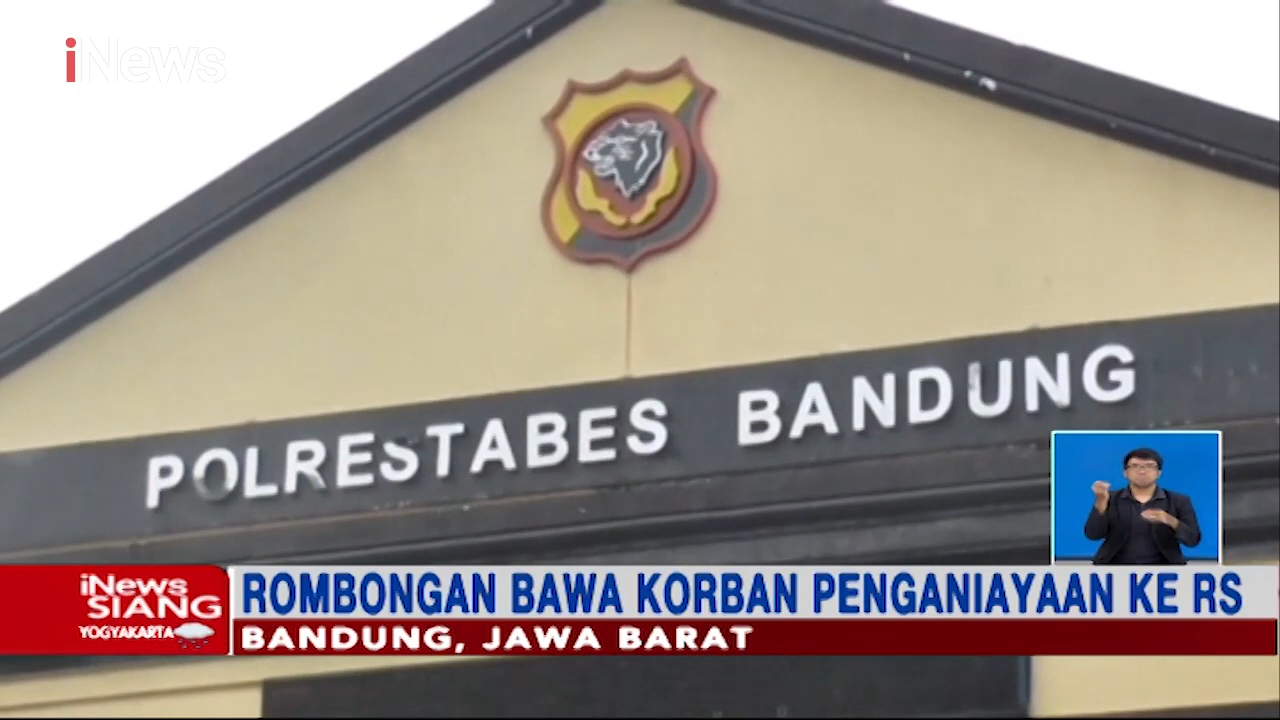 iNews
POLRESTABES BANDUNG
iNews
SIANG
YOGYAKARTA
ROMBONGAN BAWA KORBAN PENGANIAYAAN KE RS
BANDUNG, JAWA BARAT